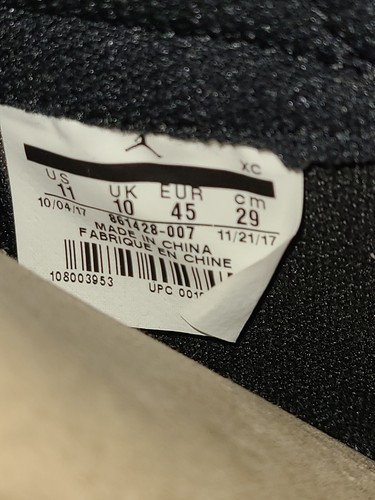 XC
US UK EUR cm
11 10 45 29
10/04/17 861428-007 11/21/17
MADE IN CHINA
FABRIQUE EN CHINE
108003953 UPC